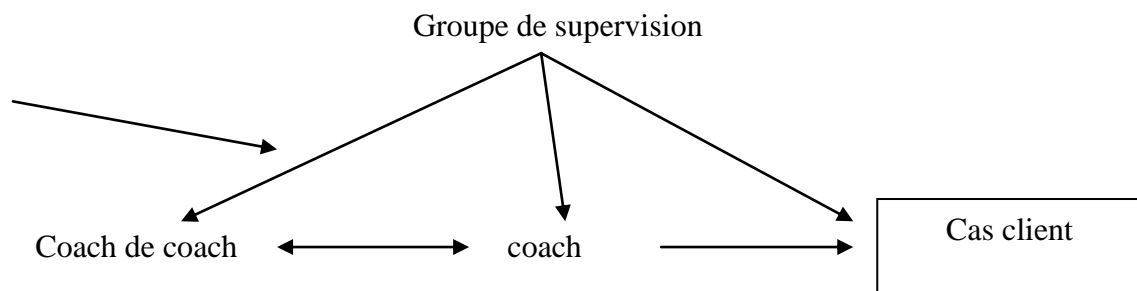 Groupe de supervision
Coach de coach
coach
Cas client